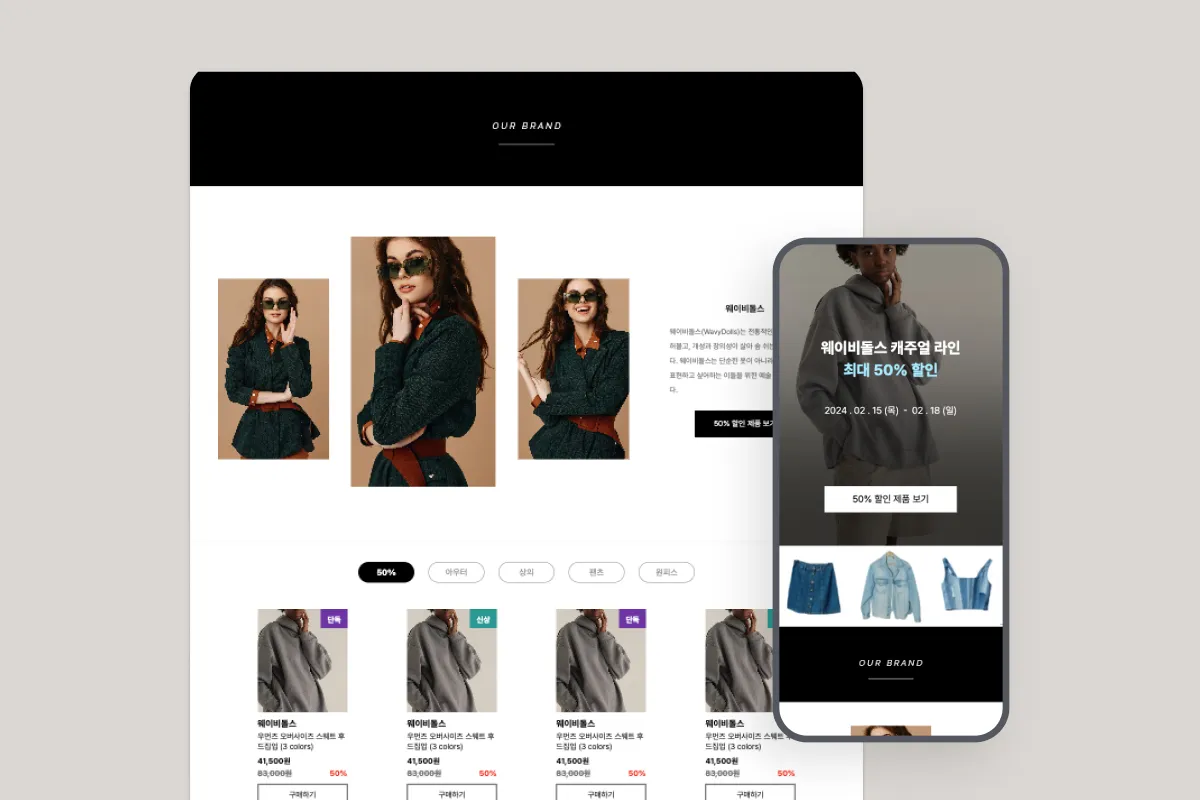 OUR BRAND
웨이비돌스
웨이비돌스(WavyDolls)는 전통적인
허물고, 개성과 창의성이 살아 숨 쉬는
다. 웨이비돌스는 단순한 옷이 아니라
표현하고 싶어하는 이들을 위한 예술
다.
50% 할인 제품 보기
50%
아우터
상의
팬츠
원피스
단독
신상
단독
웨이비돌스
우먼즈 오버사이즈 스웨트 후
드집업 (3 colors)
41,500원
83,000원 50%
구매하기
웨이비돌스
우먼즈 오버사이즈 스웨트 후
드집업 (3 colors)
41,500원
83,000원 50%
구매하기
웨이비돌스
우먼즈 오버사이즈 스웨트 후
드집업 (3 colors)
41,500원
83,000원 50%
구매하기
웨이비돌스
우먼즈 오버사이즈 스웨트 후
드집업 (3 colors)
41,500원
83,000원 50%
구매하기
웨이비돌스 캐주얼 라인
최대 50% 할인
2024 . 02 . 15 (목) - 02 . 18 (일)
50% 할인 제품 보기
OUR BRAND